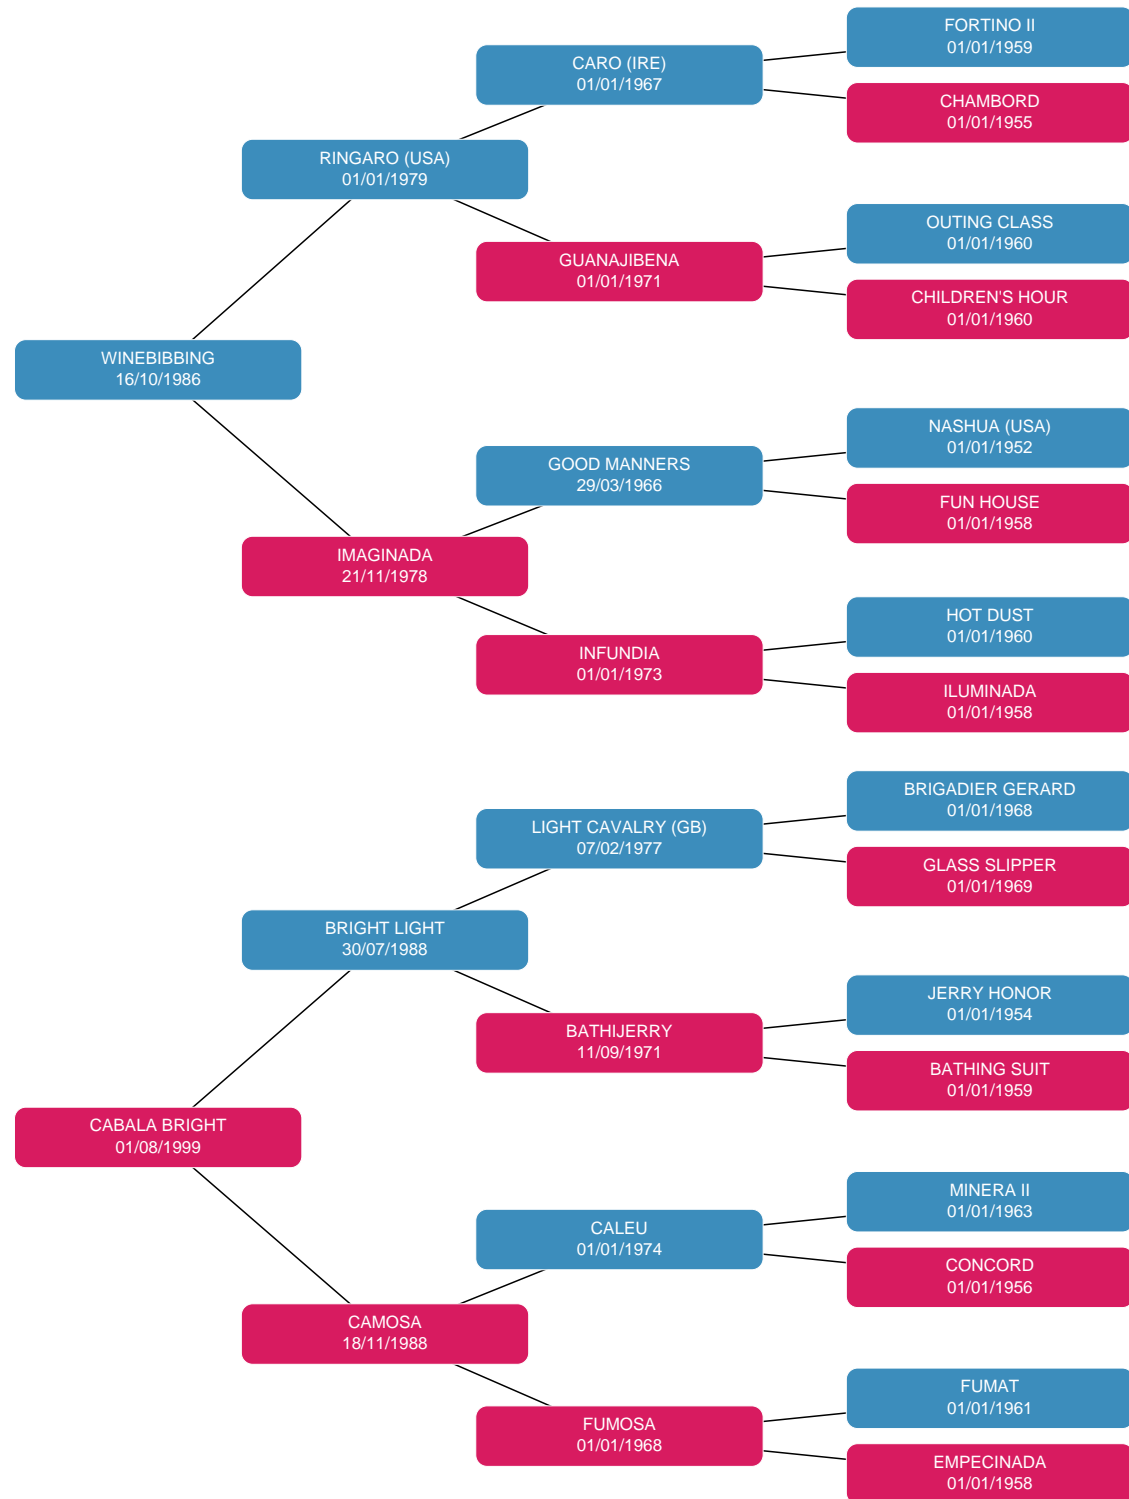 FORTINO II
01/01/1959
CARO (IRE)
01/01/1967
CHAMBORD
01/01/1955
RINGARO (USA)
01/01/1979
OUTING CLASS
01/01/1960
GUANAJIBENA
01/01/1971
CHILDREN'S HOUR
01/01/1960
WINEBIBBING
16/10/1986
NASHUA (USA)
01/01/1952
GOOD MANNERS
29/03/1966
FUN HOUSE
01/01/1958
IMAGINADA
21/11/1978
HOT DUST
01/01/1960
INFUNDIA
01/01/1973
ILUMINADA
01/01/1958
BRIGADIER GERARD
01/01/1968
LIGHT CAVALRY (GB)
07/02/1977
GLASS SLIPPER
01/01/1969
BRIGHT LIGHT
30/07/1988
JERRY HONOR
01/01/1954
BATHIJERRY
11/09/1971
BATHING SUIT
01/01/1959
CABALA BRIGHT
01/08/1999
MINERA II
01/01/1963
CALEU
01/01/1974
CONCORD
01/01/1956
CAMOSA
18/11/1988
FUMAT
01/01/1961
FUMOSA
01/01/1968
EMPECINADA
01/01/1958